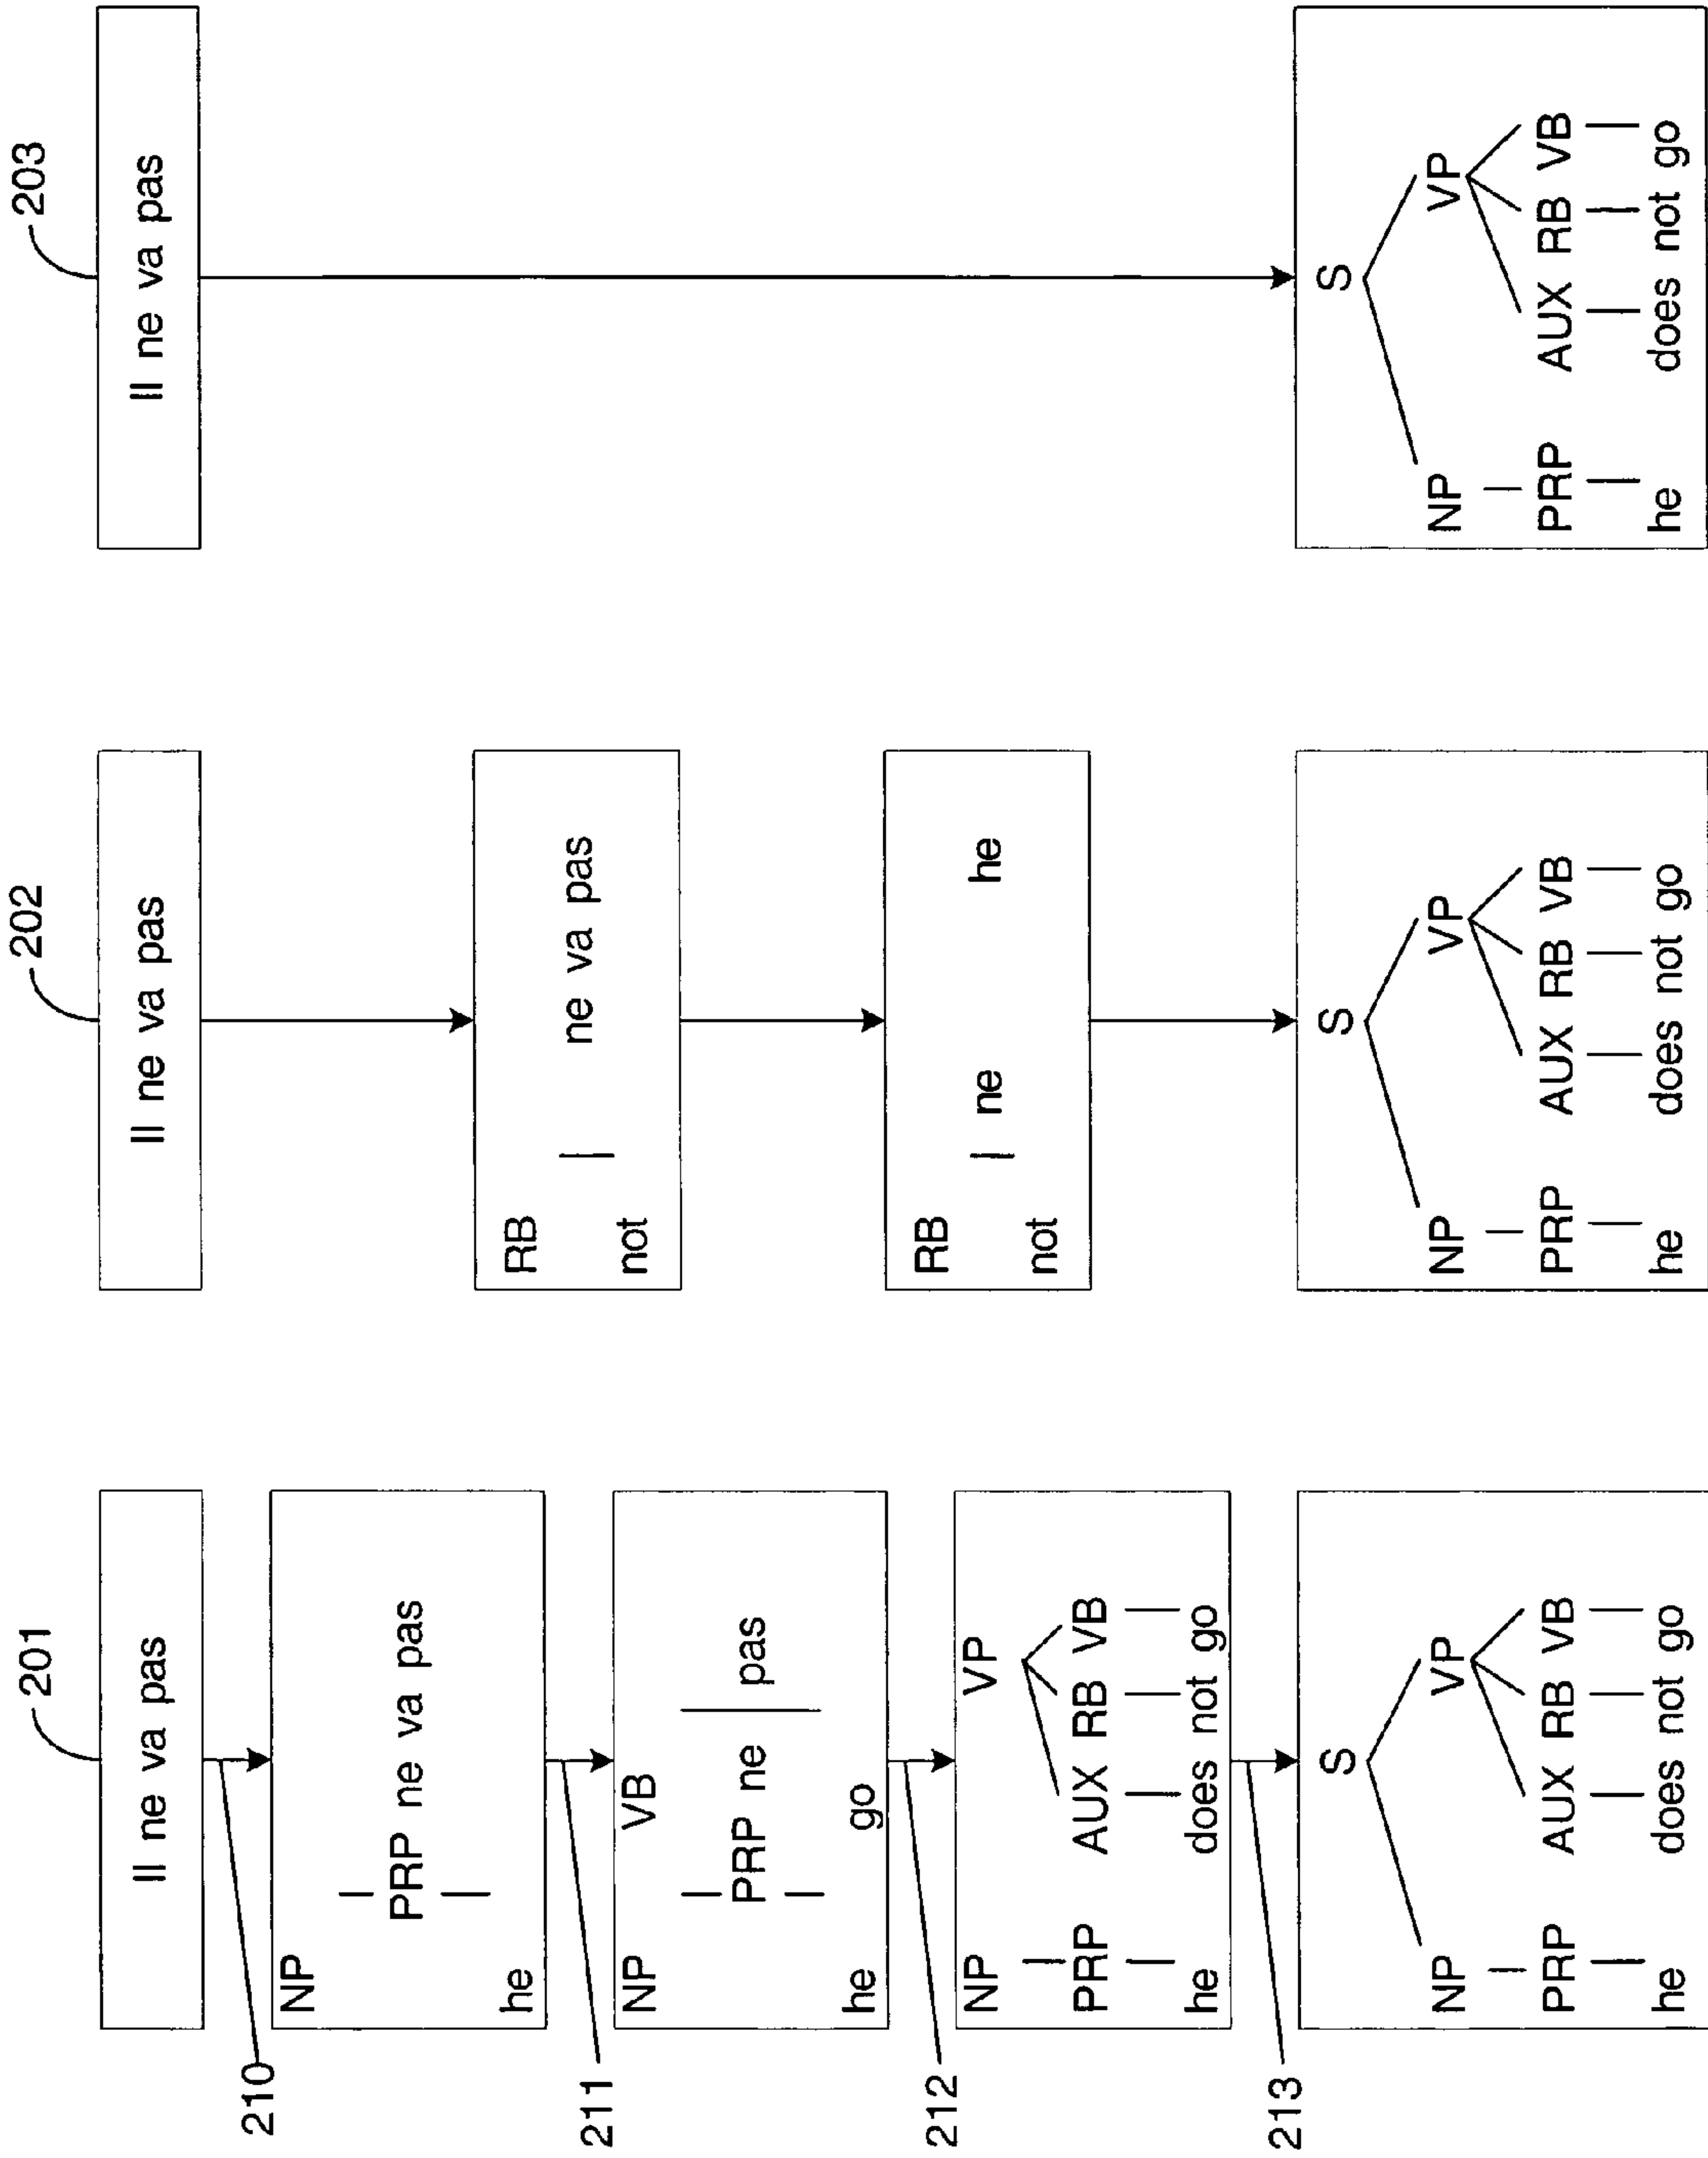 201
Il ne va pas
210
NP
PRP ne va pas
he
211
NP VB
PRP ne pas
he go
212
NP VP
PRP AUX RB VB
he does not go
213
S
NP VP
PRP AUX RB VB
he does not go
202
Il ne va pas
RB
ne va pas
not
RB
ne he
not
S
NP VP
PRP AUX RB VB
he does not go
203
Il ne va pas
S
NP VP
PRP AUX RB VB
he does not go